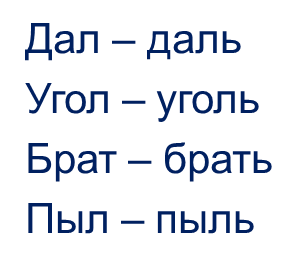 Дал – даль
Угол – уголь
Брат – брать
Пыл – пыль